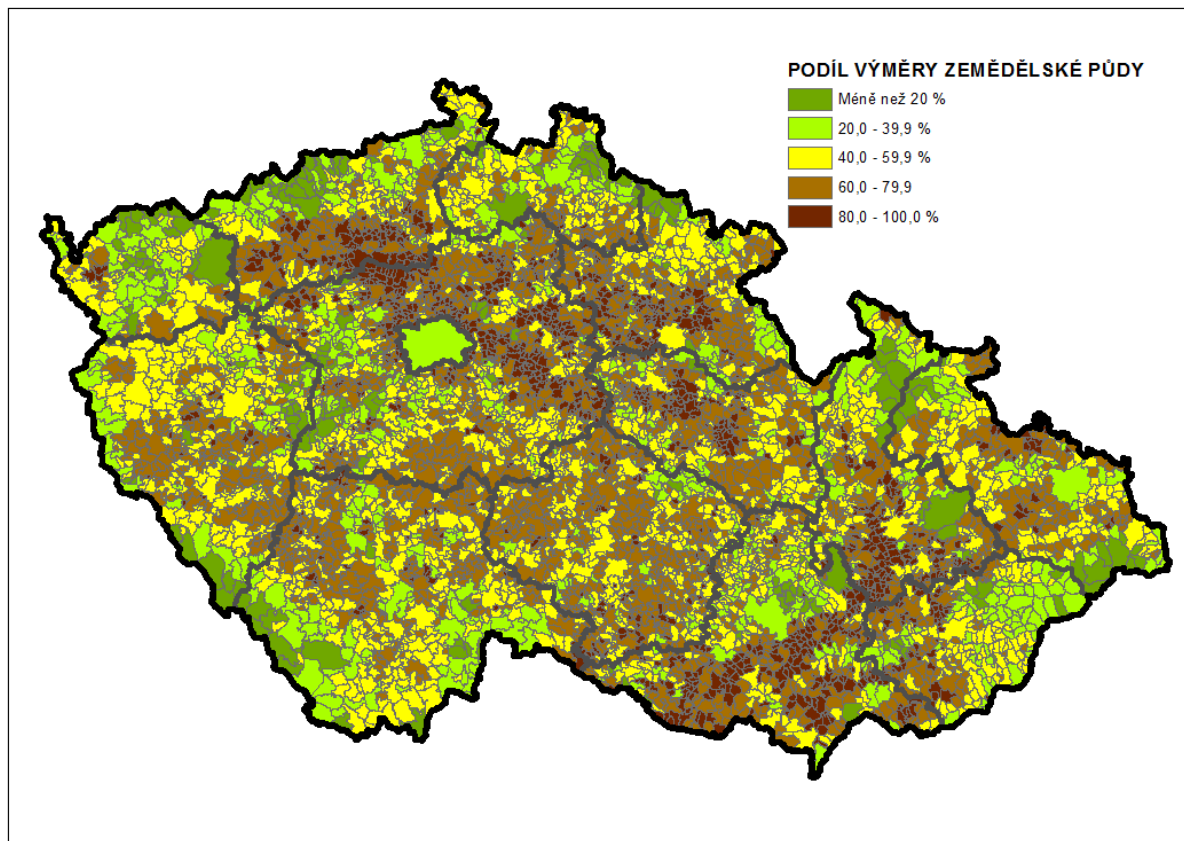 PODÍL VÝMĚRY ZEMĚDĚLSKÉ PŮDY
Méně než 20 %
20,0 - 39,9 %
40,0 - 59,9 %
60,0 - 79,9
80,0 - 100,0 %